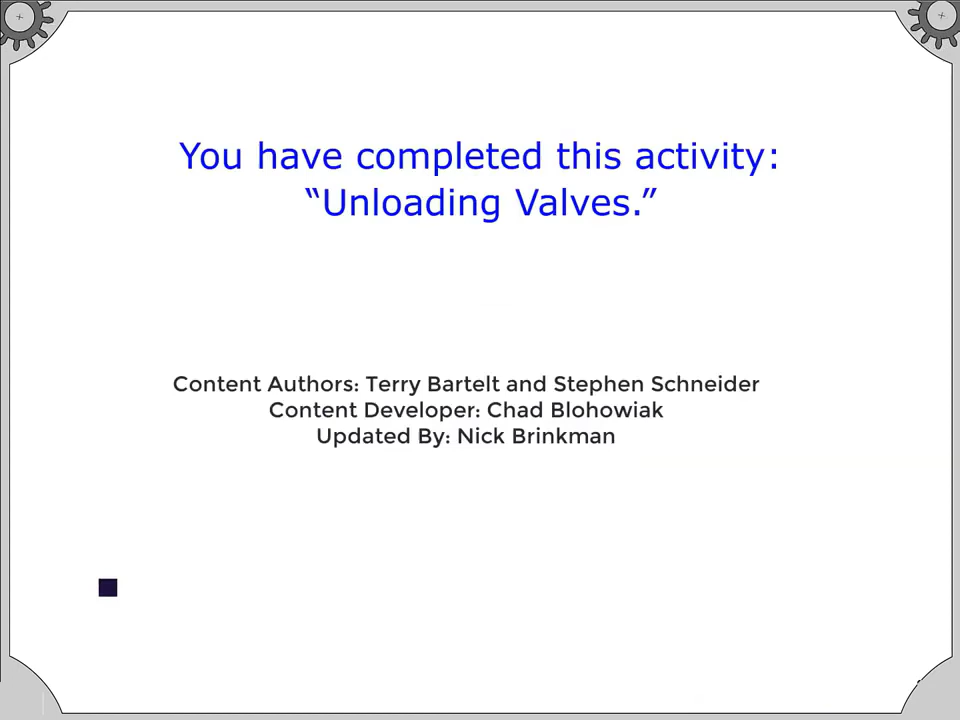 You have completed this activity:
“Unloading Valves.”
Content Authors: Terry Bartelt and Stephen Schneider
Content Developer: Chad Blohowiak
Updated By: Nick Brinkman